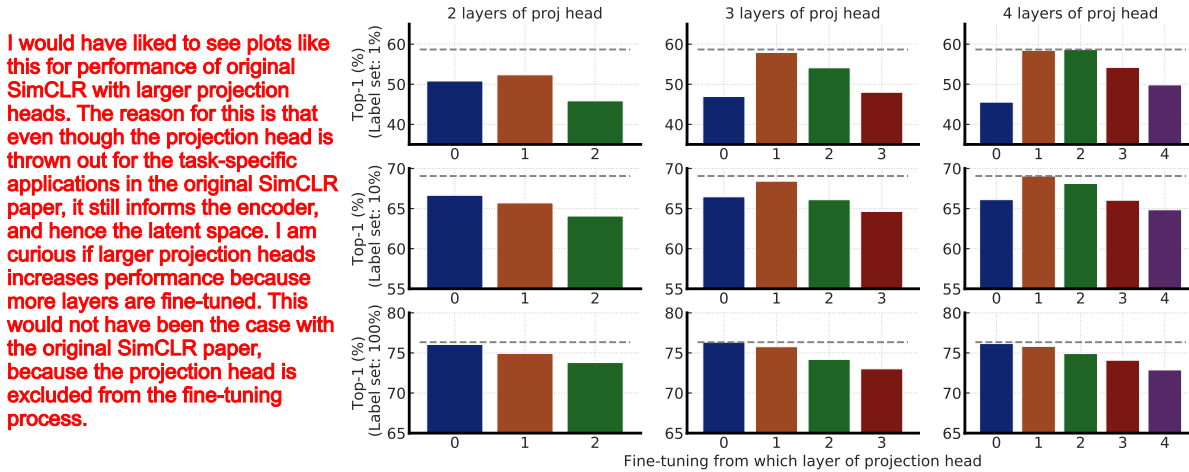 I would have liked to see plots like
this for performance of original
SimCLR with larger projection
heads. The reason for this is that
even though the projection head is
thrown out for the task-specific
applications in the original SimCLR
paper, it still informs the encoder,
and hence the latent space. I am
curious if larger projection heads
increases performance because
more layers are fine-tuned. This
would not have been the case with
the original SimCLR paper,
because the projection head is
excluded from the fine-tuning
process.
2 layers of proj head
3 layers of proj head
4 layers of proj head
Top-1 (%)
(Label set: 1%)
60
50
40
0 1 2
60
50
40
0 1 2 3
60
50
40
0 1 2 3 4
Top-1 (%)
(Label set: 10%)
70
65
60
55
0 1 2
70
65
60
55
0 1 2 3
70
65
60
55
0 1 2 3 4
Top-1 (%)
(Label set: 100%)
80
75
70
65
0 1 2
80
75
70
65
0 1 2 3
80
75
70
65
0 1 2 3 4
Fine-tuning from which layer of projection head